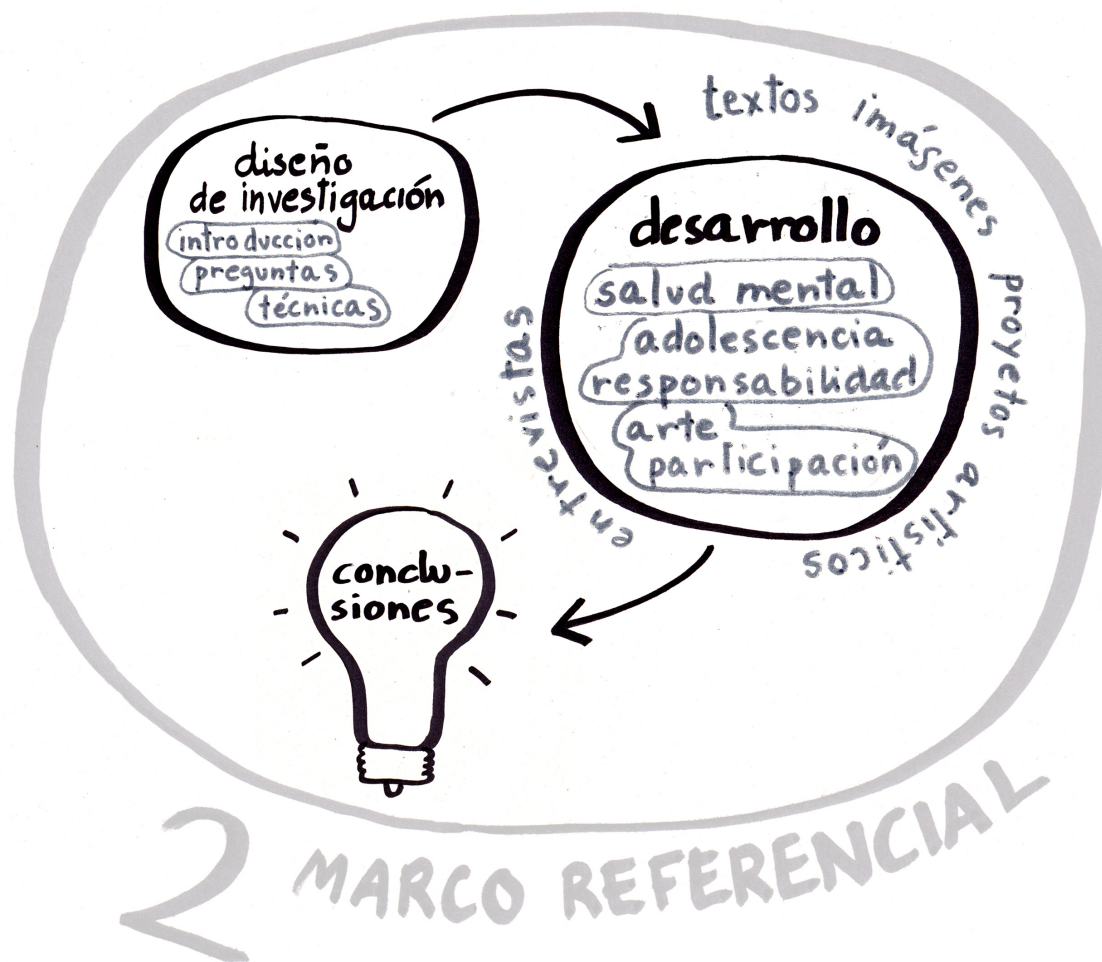 diseño
de investigación
introduccion
preguntas
técnicas
textos imágenes proyectos artísticos
entrevistas
desarrollo
salud mental
adolescencia
responsabilidad
arte
participación
conclu-
siones
2 MARCO REFERENCIAL